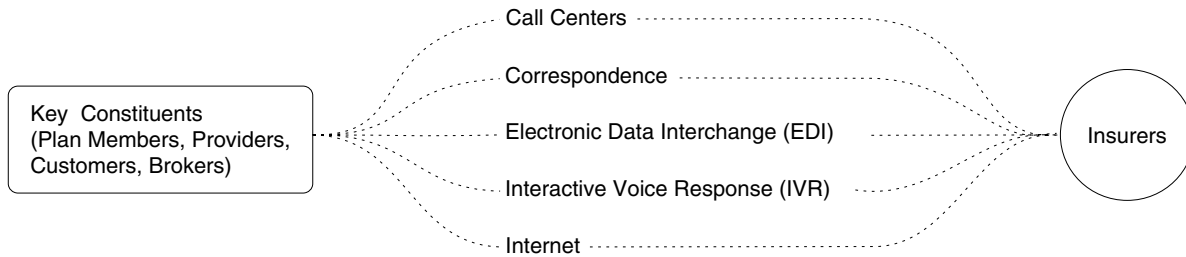 Call Centers
Correspondence
Key Constituents
(Plan Members, Providers,
Customers, Brokers)
Electronic Data Interchange (EDI)
Insurers
Interactive Voice Response (IVR)
Internet